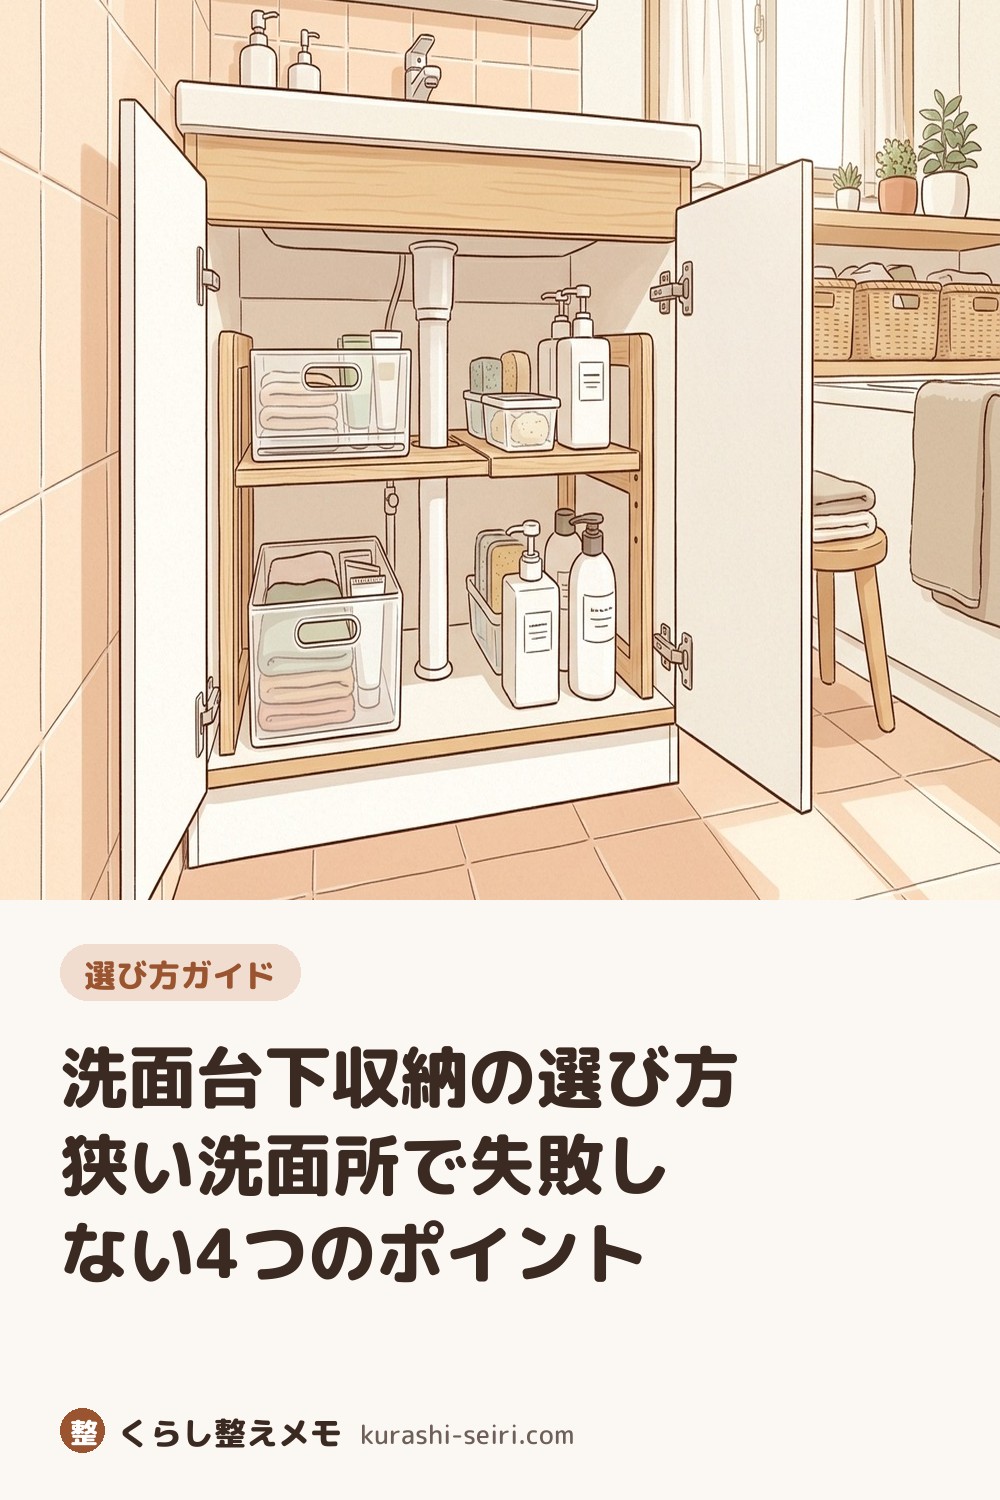 選び方ガイド
洗面台下収納の選び方
狭い洗面所で失敗し
ない4つのポイント
整 くらし整えメモ kurashi-seiri.com